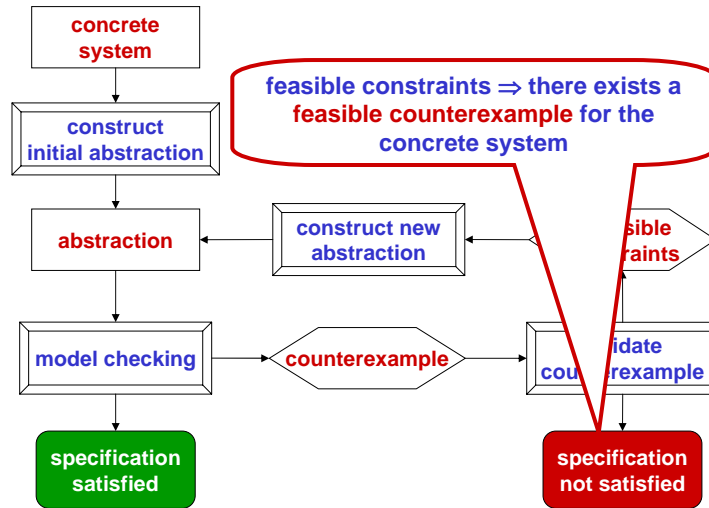 concrete
system
feasible constraints ⇒ there exists a
feasible counterexample for the
concrete system
construct
initial abstraction
abstraction
construct new
abstraction
model checking
counterexample
counterexample
specification
satisfied
specification
not satisfied